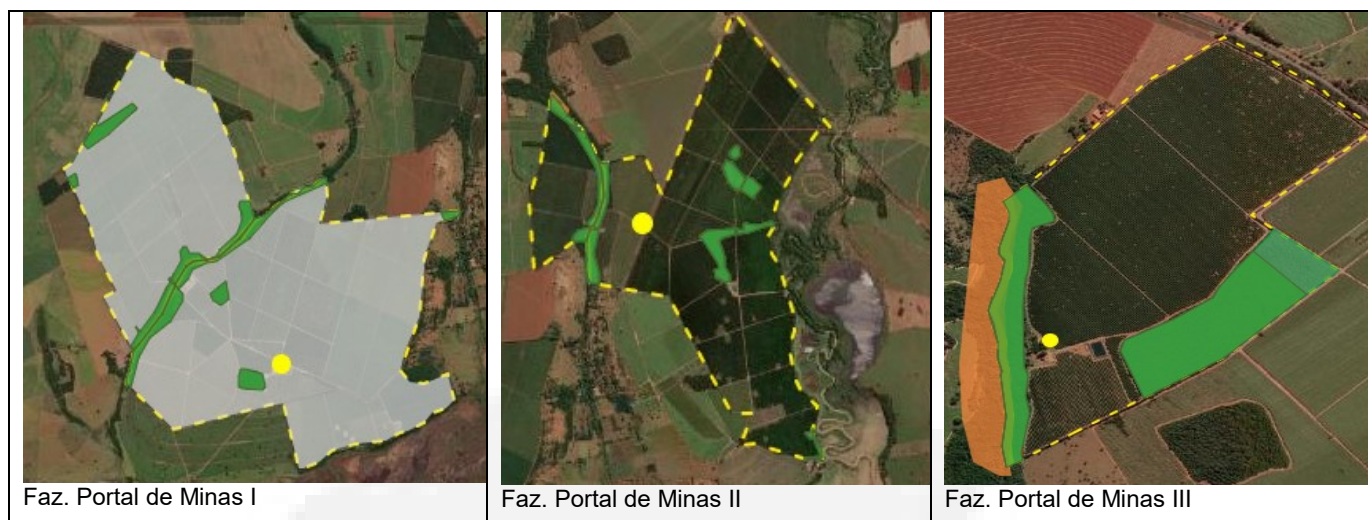 Faz. Portal de Minas I
Faz. Portal de Minas II
Faz. Portal de Minas III